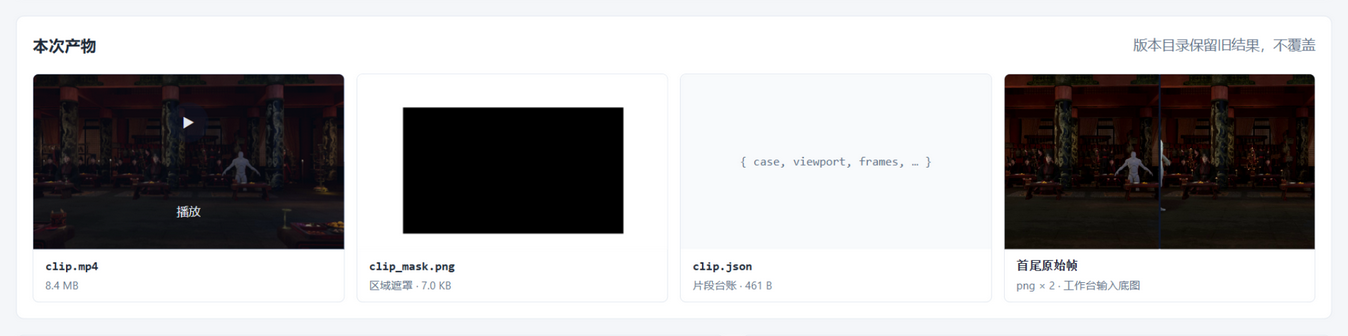 本次产物
版本目录保留旧结果，不覆盖
播放
clip.mp4
8.4 MB
clip_mask.png
区域遮罩 · 7.0 KB
{ case, viewport, frames, … }
clip.json
片段台账 · 461 B
首尾原始帧
png × 2 · 工作台输入底图